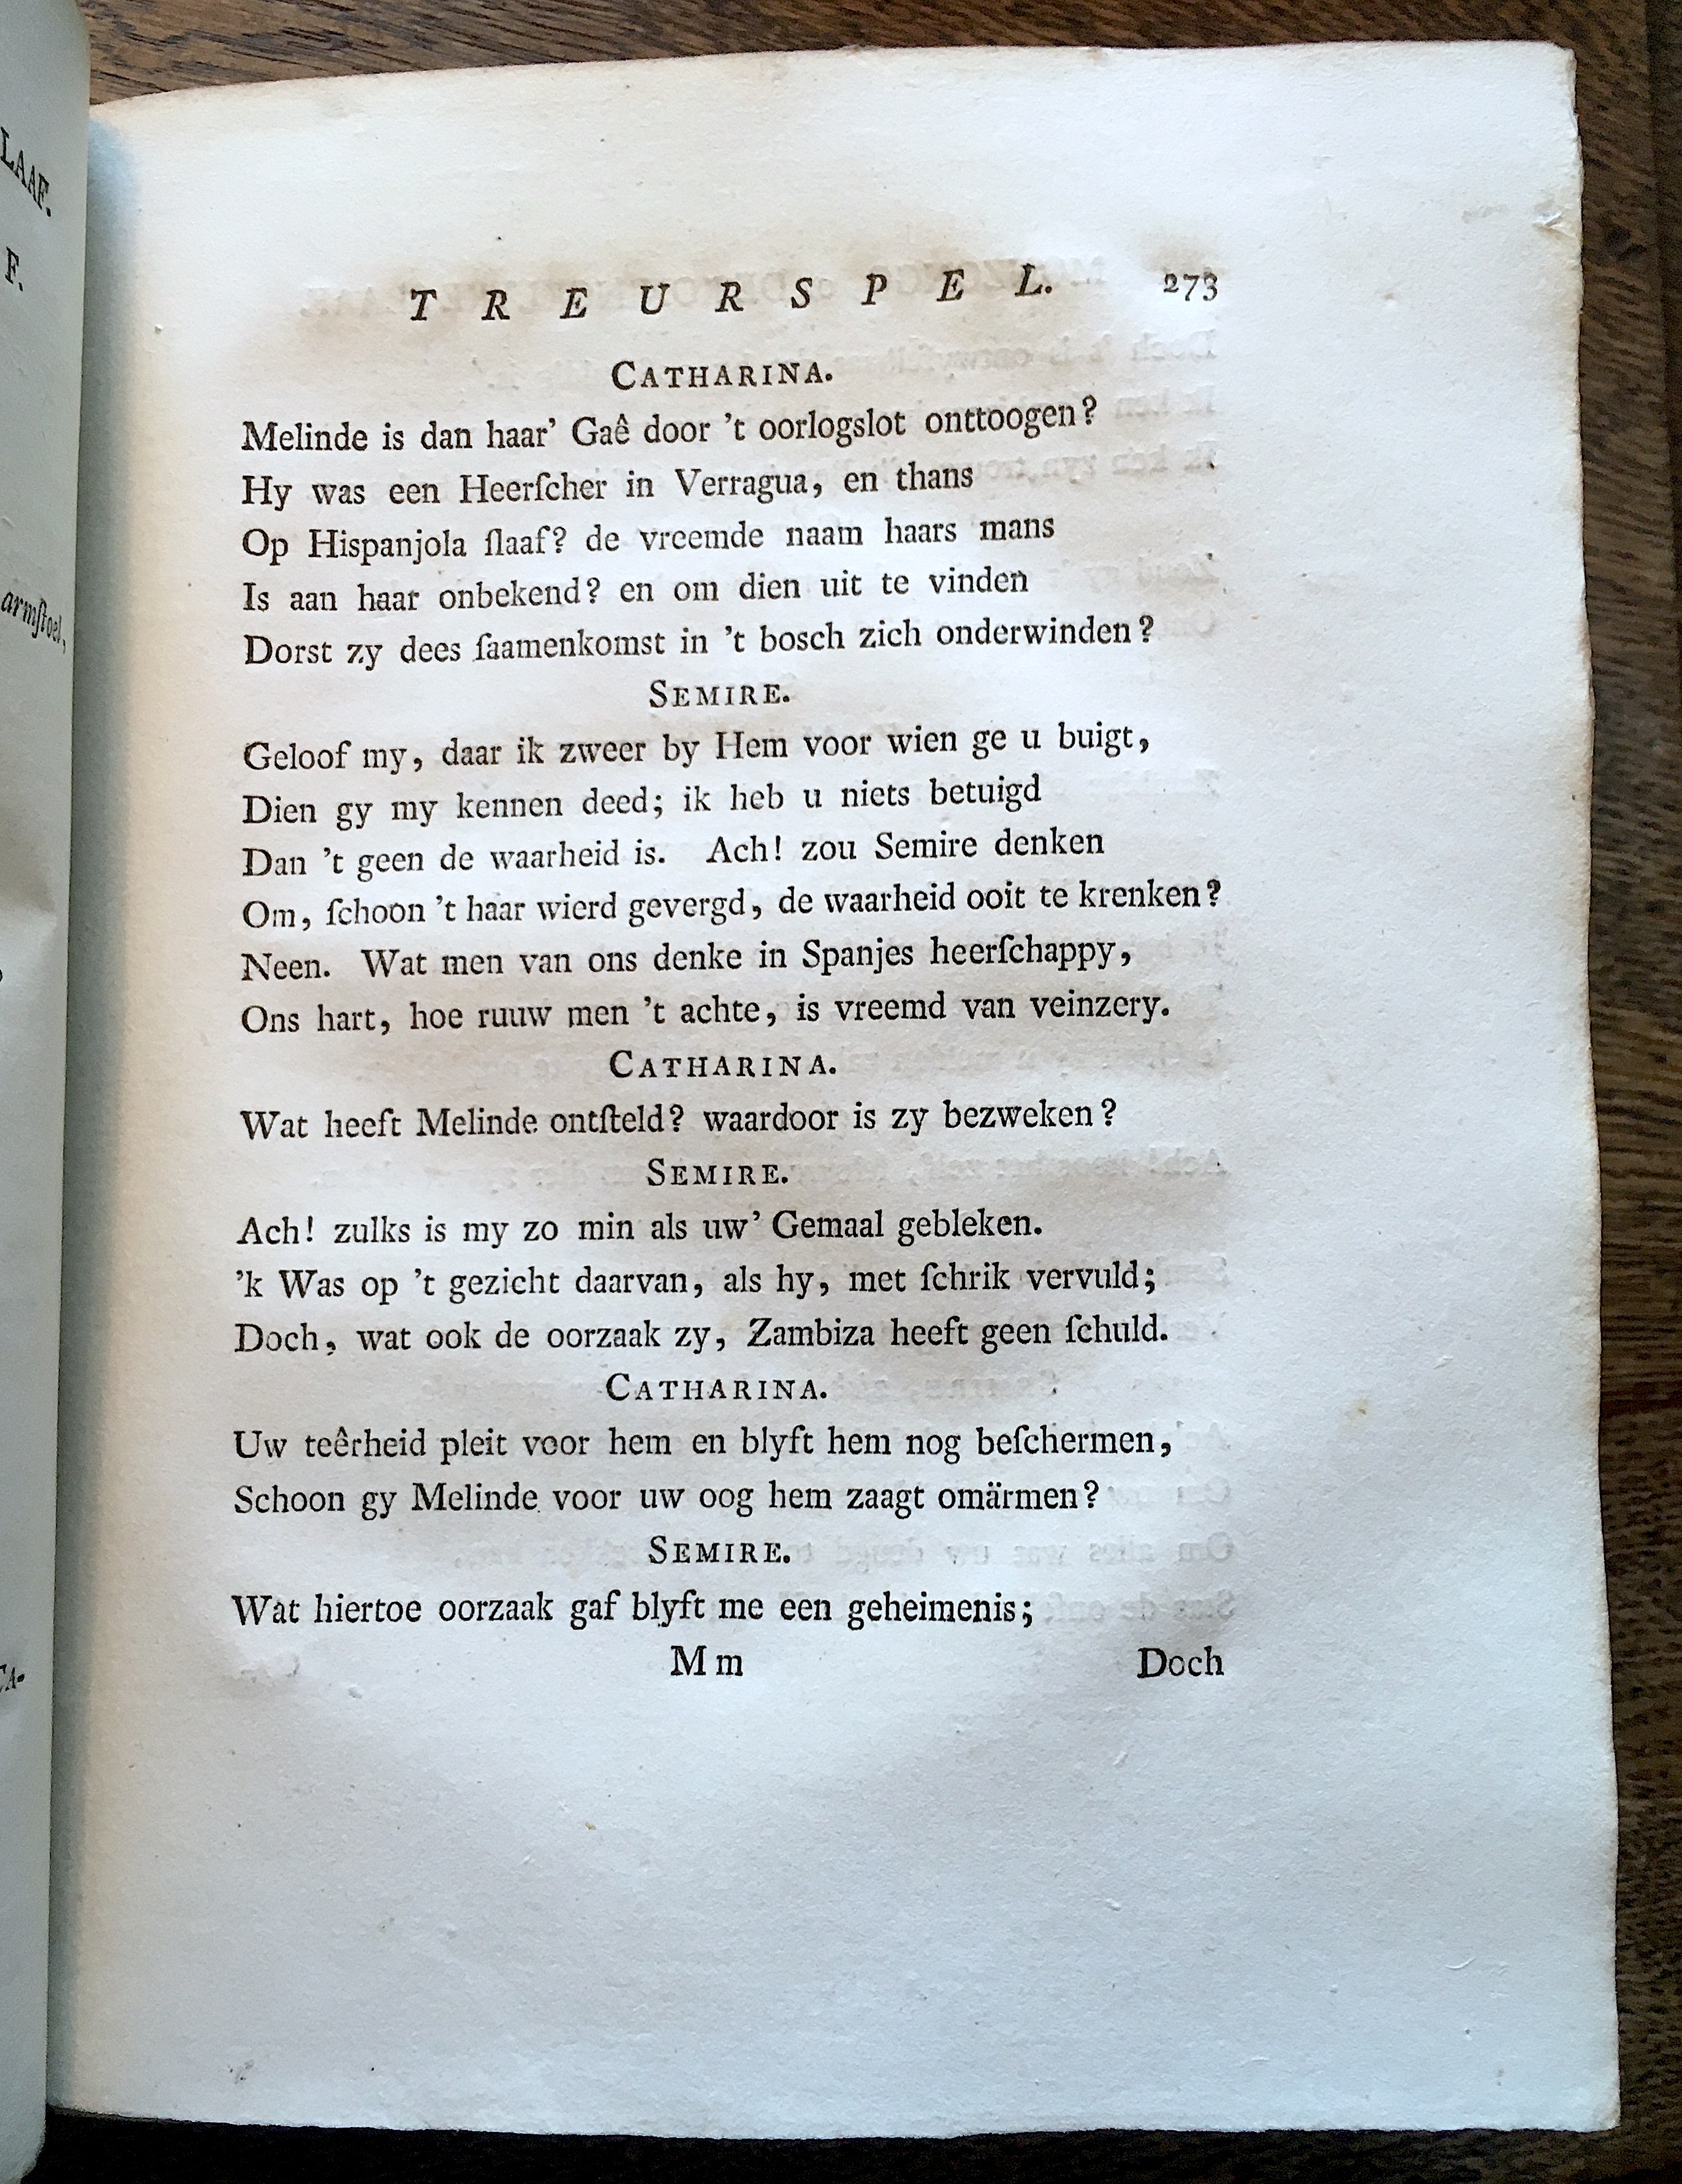 LAAF.
F.
armſtoel,
CA-
TREURSPEL. 273
CATHARINA.
Melinde is dan haar’ Gaê door ’t oorlogslot onttoogen?
Hy was een Heerſcher in Verragua, en thans
Op Hispanjola ſlaaf? de vreemde naam haars mans
Is aan haar onbekend? en om dien uit te vinden
Dorst zy dees ſaamenkomst in ’t bosch zich onderwinden?
SEMIRE.
Geloof my, daar ik zweer by Hem voor wien ge u buigt,
Dien gy my kennen deed; ik heb u niets betuigd
Dan ’t geen de waarheid is. Ach! zou Semire denken
Om, ſchoon ’t haar wierd gevergd, de waarheid ooit te krenken?
Neen. Wat men van ons denke in Spanjes heerſchappy,
Ons hart, hoe ruuw men ’t achte, is vreemd van veinzery.
CATHARINA.
Wat heeft Melinde ontſteld? waardoor is zy bezweken?
SEMIRE.
Ach! zulks is my zo min als uw’ Gemaal gebleken.
’k Was op ’t gezicht daarvan, als hy, met ſchrik vervuld;
Doch, wat ook de oorzaak zy, Zambiza heeft geen ſchuld.
CATHARINA.
Uw teêrheid pleit voor hem en blyft hem nog beſchermen,
Schoon gy Melinde voor uw oog hem zaagt omärmen?
SEMIRE.
Wat hiertoe oorzaak gaf blyft me een geheimenis;
Mm Doch